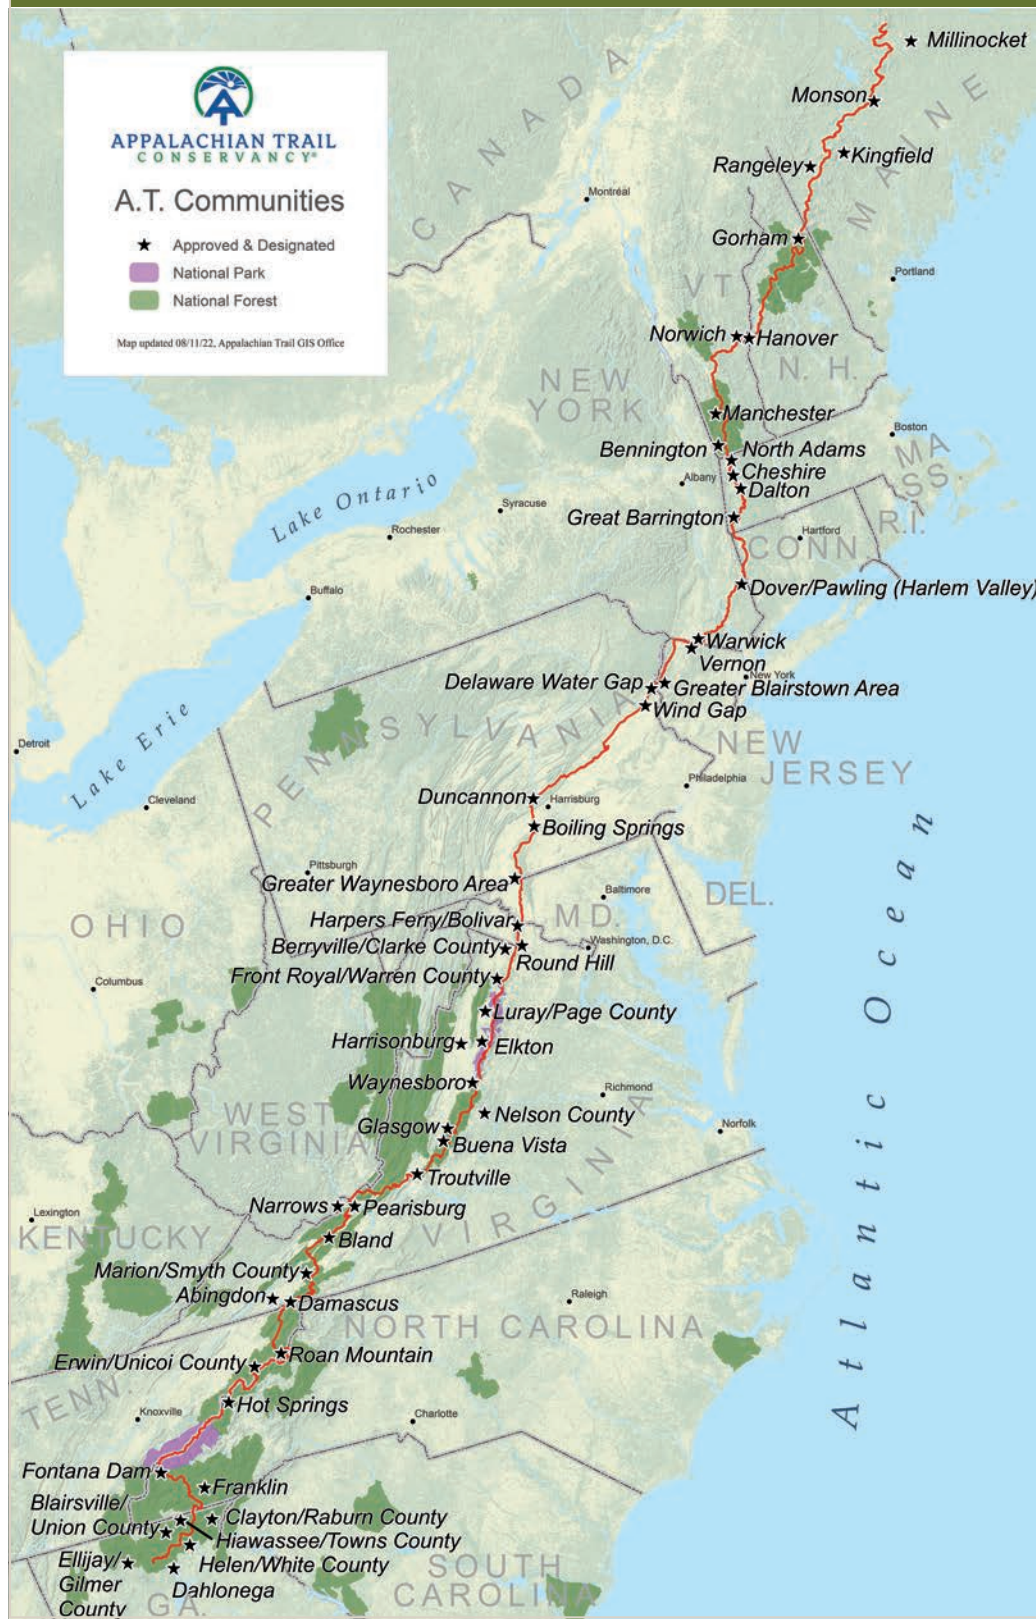 APPALACHIAN TRAIL
CONSERVANCY®
A.T. Communities
Approved & Designated
National Park
National Forest
Map updated 08/11/22, Appalachian Trail GIS Office
CANADA
MAINE
Millinocket
Monson
Kingfield
Rangeley
Montréal
Gorham
Portland
VT
Norwich
Hanover
N. H.
NEW
YORK
Manchester
Boston
Bennington
North Adams
MA
SS.
Cheshire
Albany
Dalton
Lake Ontario
Syracuse
Great Barrington
R.I.
Rochester
Hartford
CONN.
Buffalo
Dover/Pawling (Harlem Valley)
Warwick
Vernon
New York
Delaware Water Gap
Greater Blairstown Area
Wind Gap
PENNSYLVANIA
Lake Erie
Detroit
NEW
JERSEY
Philadelphia
Cleveland
Duncannon
Harrisburg
Boiling Springs
Pittsburgh
Greater Waynesboro Area
Baltimore
DEL.
OHIO
Harpers Ferry/Bolivar
M D.
Berryville/Clarke County
Washington, D.C.
Round Hill
Front Royal/Warren County
Columbus
Luray/Page County
Harrisonburg
Elkton
Waynesboro
Richmond
WEST
VIRGINIA
Nelson County
Glasgow
Norfolk
Buena Vista
Troutville
VIRGINIA
Narrows
Pearisburg
Lexington
KENTUCKY
Bland
Marion/Smyth County
Abingdon
Damascus
Raleigh
NORTH CAROLINA
Roan Mountain
Erwin/Unicoi County
TENN.
Hot Springs
Knoxville
Charlotte
Atlantic Ocean
Fontana Dam
Franklin
Blairsville/
Union County
Clayton/Raburn County
Hiawassee/Towns County
Ellijay/
Gilmer
County
Helen/White County
Dahlonega
SOUTH
CAROLINA
GA.